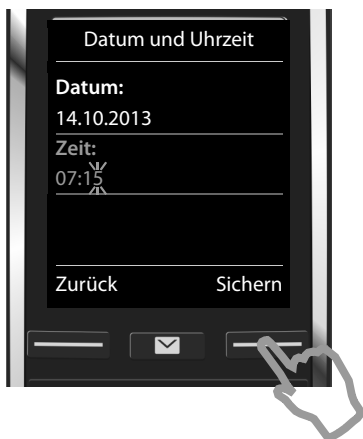 Datum und Uhrzeit
Datum:
14.10.2013
Zeit:
07:15
Zurück Sichern